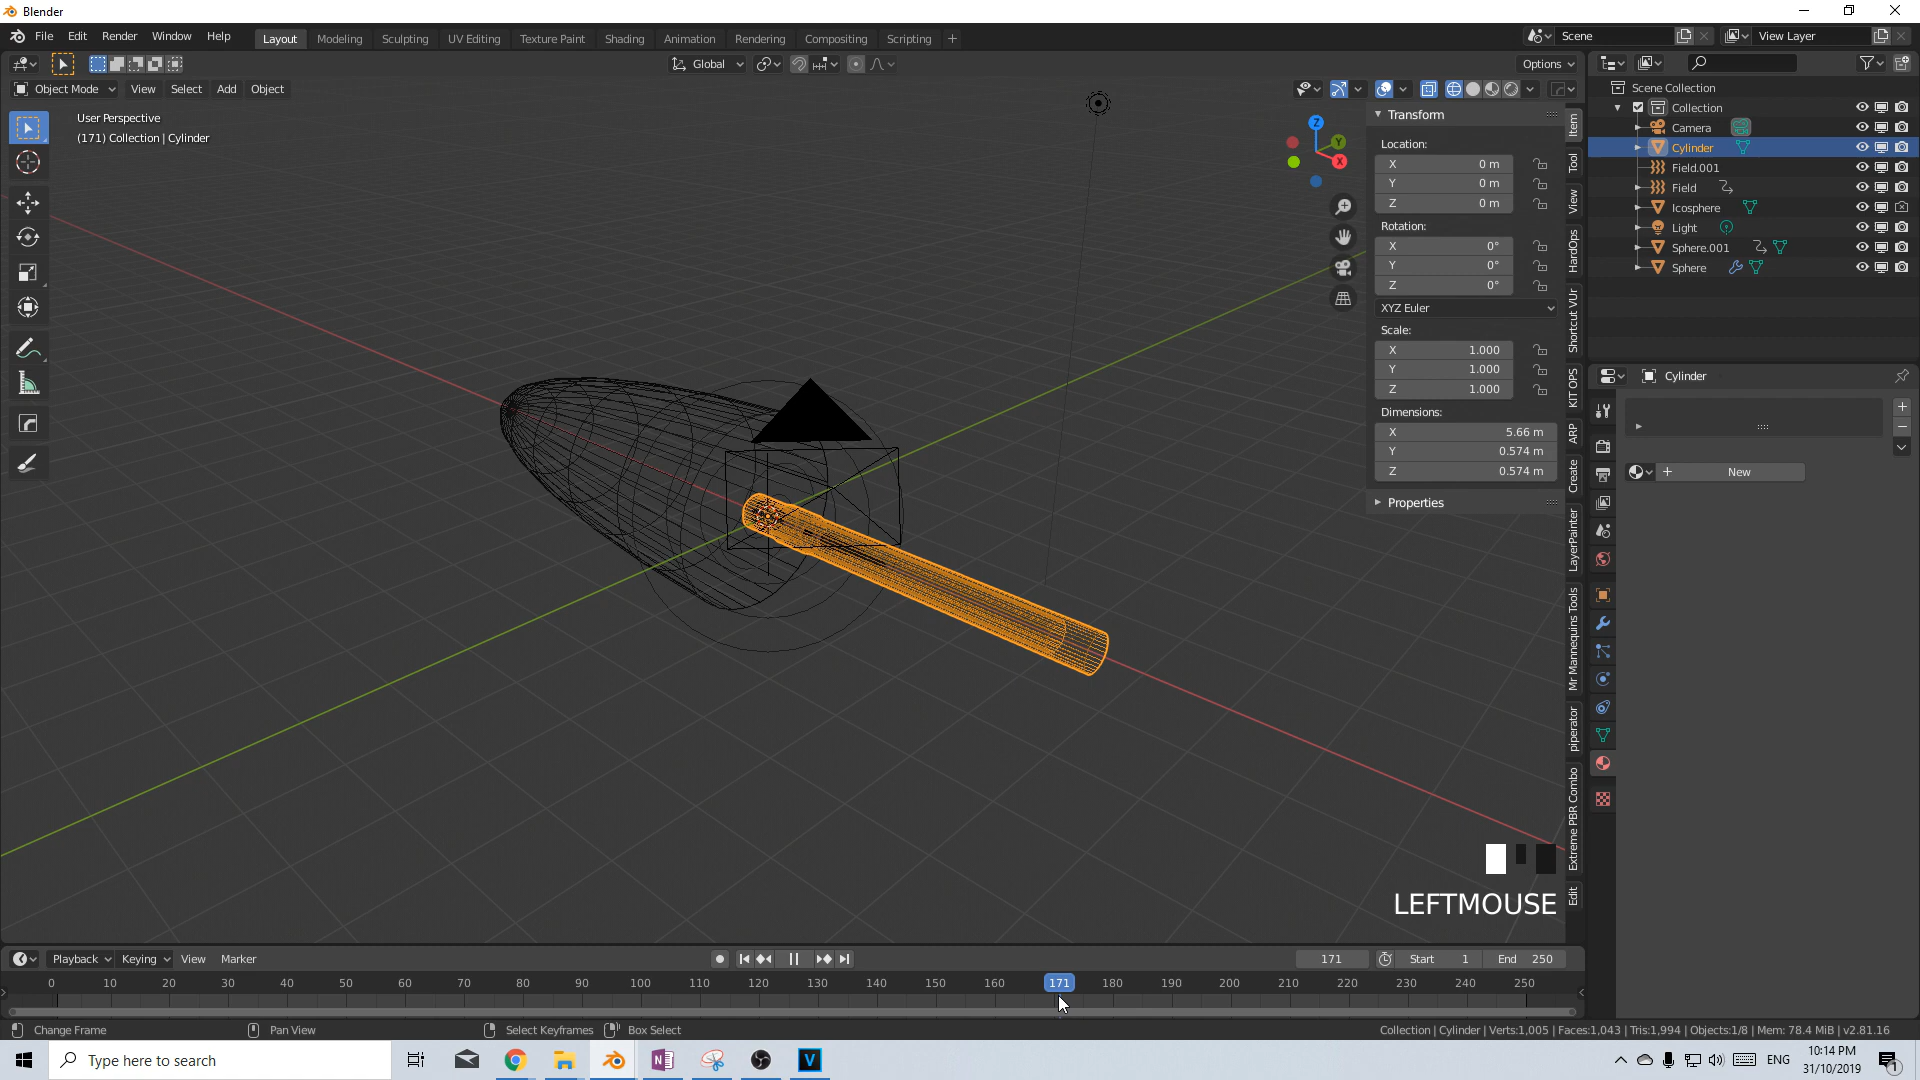 Blender
File Edit Render Window Help
Layout Modeling Sculpting UV Editing Texture Paint Shading Animation Rendering Compositing Scripting +
Scene
View Layer
Global
Options
Object Mode View Select Add Object
User Perspective
(171) Collection | Cylinder
Z
Y
X
Transform
Location:
X 0 m
Y 0 m
Z 0 m
Rotation:
X 0°
Y 0°
Z 0°
XYZ Euler
Scale:
X 1.000
Y 1.000
Z 1.000
Dimensions:
X 5.66 m
Y 0.574 m
Z 0.574 m
Properties
Item
Tool
View
HardOps
Shortcut VUr
KIT OPS
ARP
Create
LayerPainter
Mr Mannequins Tools
piperator
Extreme PBR Combo
Edit
Scene Collection
Collection
Camera
Cylinder
Field.001
Field
Icosphere
Light
Sphere.001
Sphere
Cylinder
+ New
LEFTMOUSE
Playback Keying View Marker
171 Start 1 End 250
0 10 20 30 40 50 60 70 80 90 100 110 120 130 140 150 160 171 180 190 200 210 220 230 240 250
Change Frame Pan View Select Keyframes Box Select
Collection | Cylinder | Verts:1,005 | Faces:1,043 | Tris:1,994 | Objects:1/8 | Mem: 78.4 MiB | v2.81.16
Type here to search
N
V
ENG
10:14 PM
31/10/2019
1